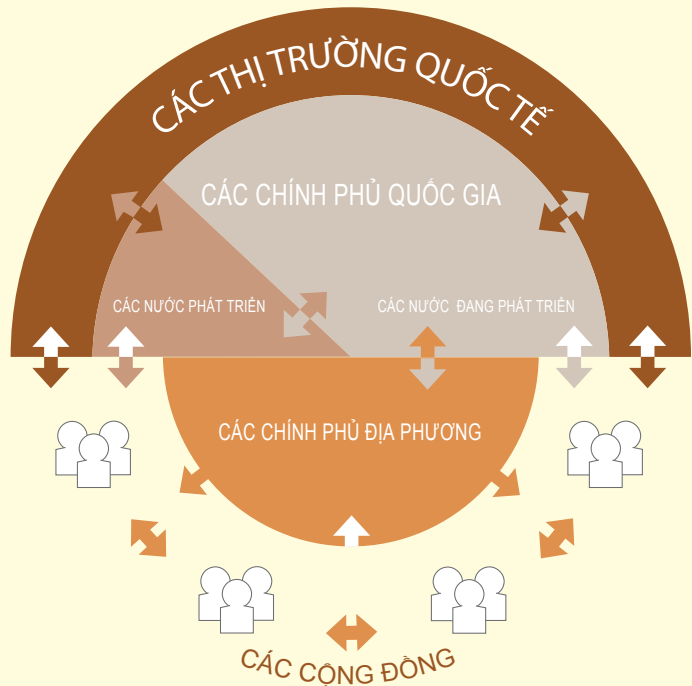 CÁC THỊ TRƯỜNG QUỐC TẾ
CÁC CHÍNH PHỦ QUỐC GIA
CÁC NƯỚC PHÁT TRIỂN
CÁC NƯỚC ĐANG PHÁT TRIỂN
CÁC CHÍNH PHỦ ĐỊA PHƯƠNG
CÁC CỘNG ĐỒNG